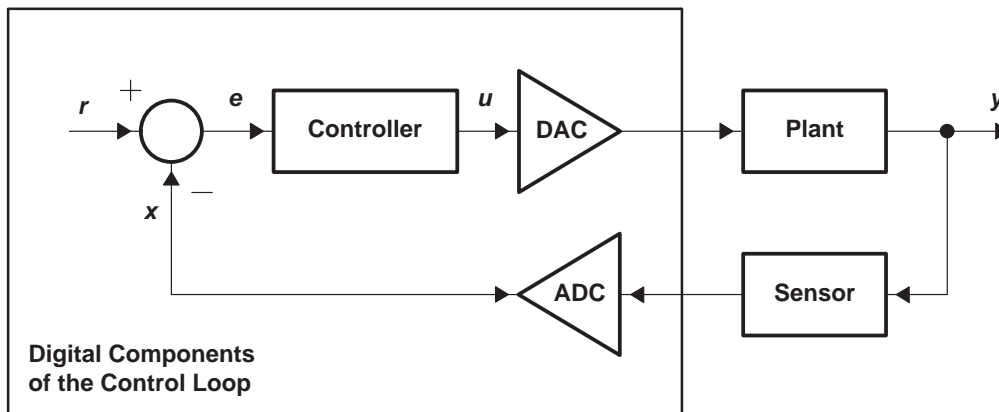 +
r
e
Controller
u
DAC
Plant
y
x
—
ADC
Sensor
Digital Components
of the Control Loop